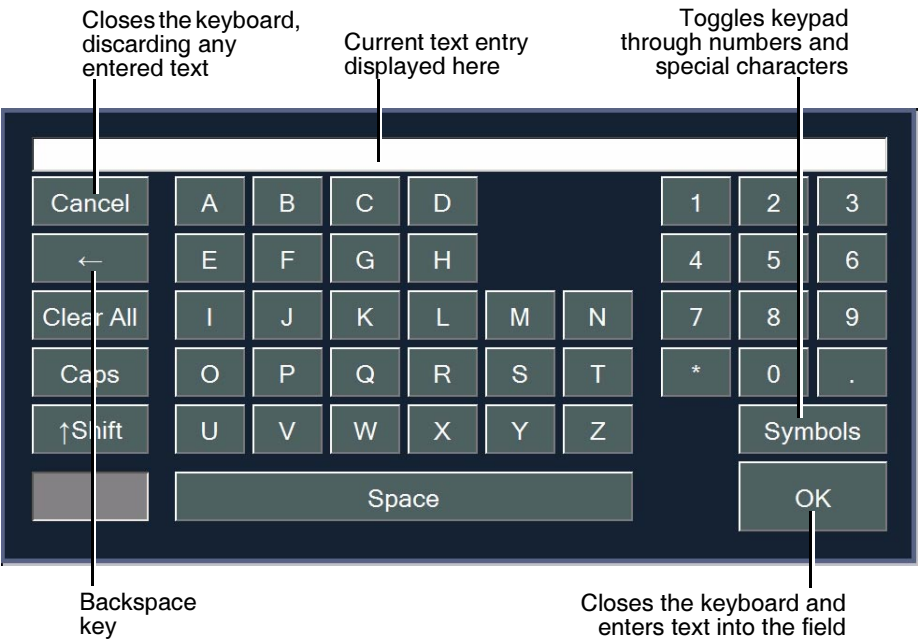 Closes the keyboard,
discarding any
entered text
Current text entry
displayed here
Toggles keypad
through numbers and
special characters
Cancel A B C D 1 2 3
← E F G H 4 5 6
Clear All I J K L M N 7 8 9
Caps O P Q R S T * 0 .
↑Shift U V W X Y Z Symbols
Space OK
Backspace
key
Closes the keyboard and
enters text into the field